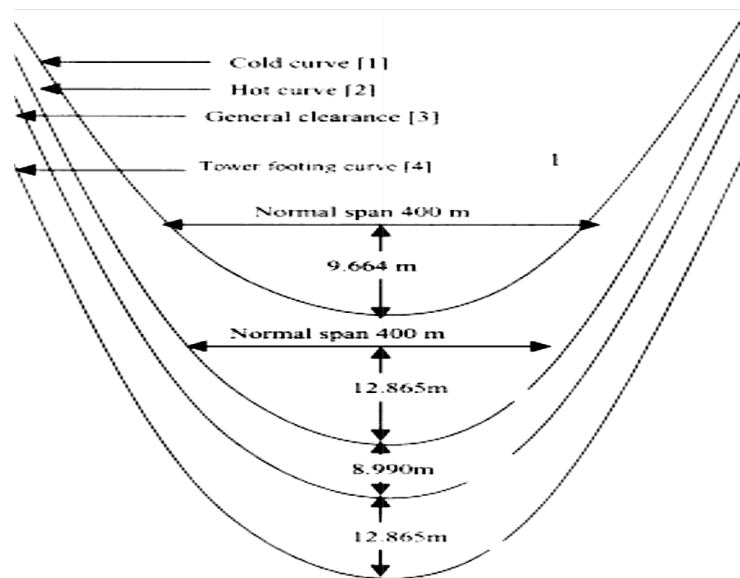 Cold curve [1]
Hot curve [2]
General clearance [3]
Tower footing curve [4]
1
Normal span 400 m
9.664 m
Normal span 400 m
12.865m
8.990m
12.865m